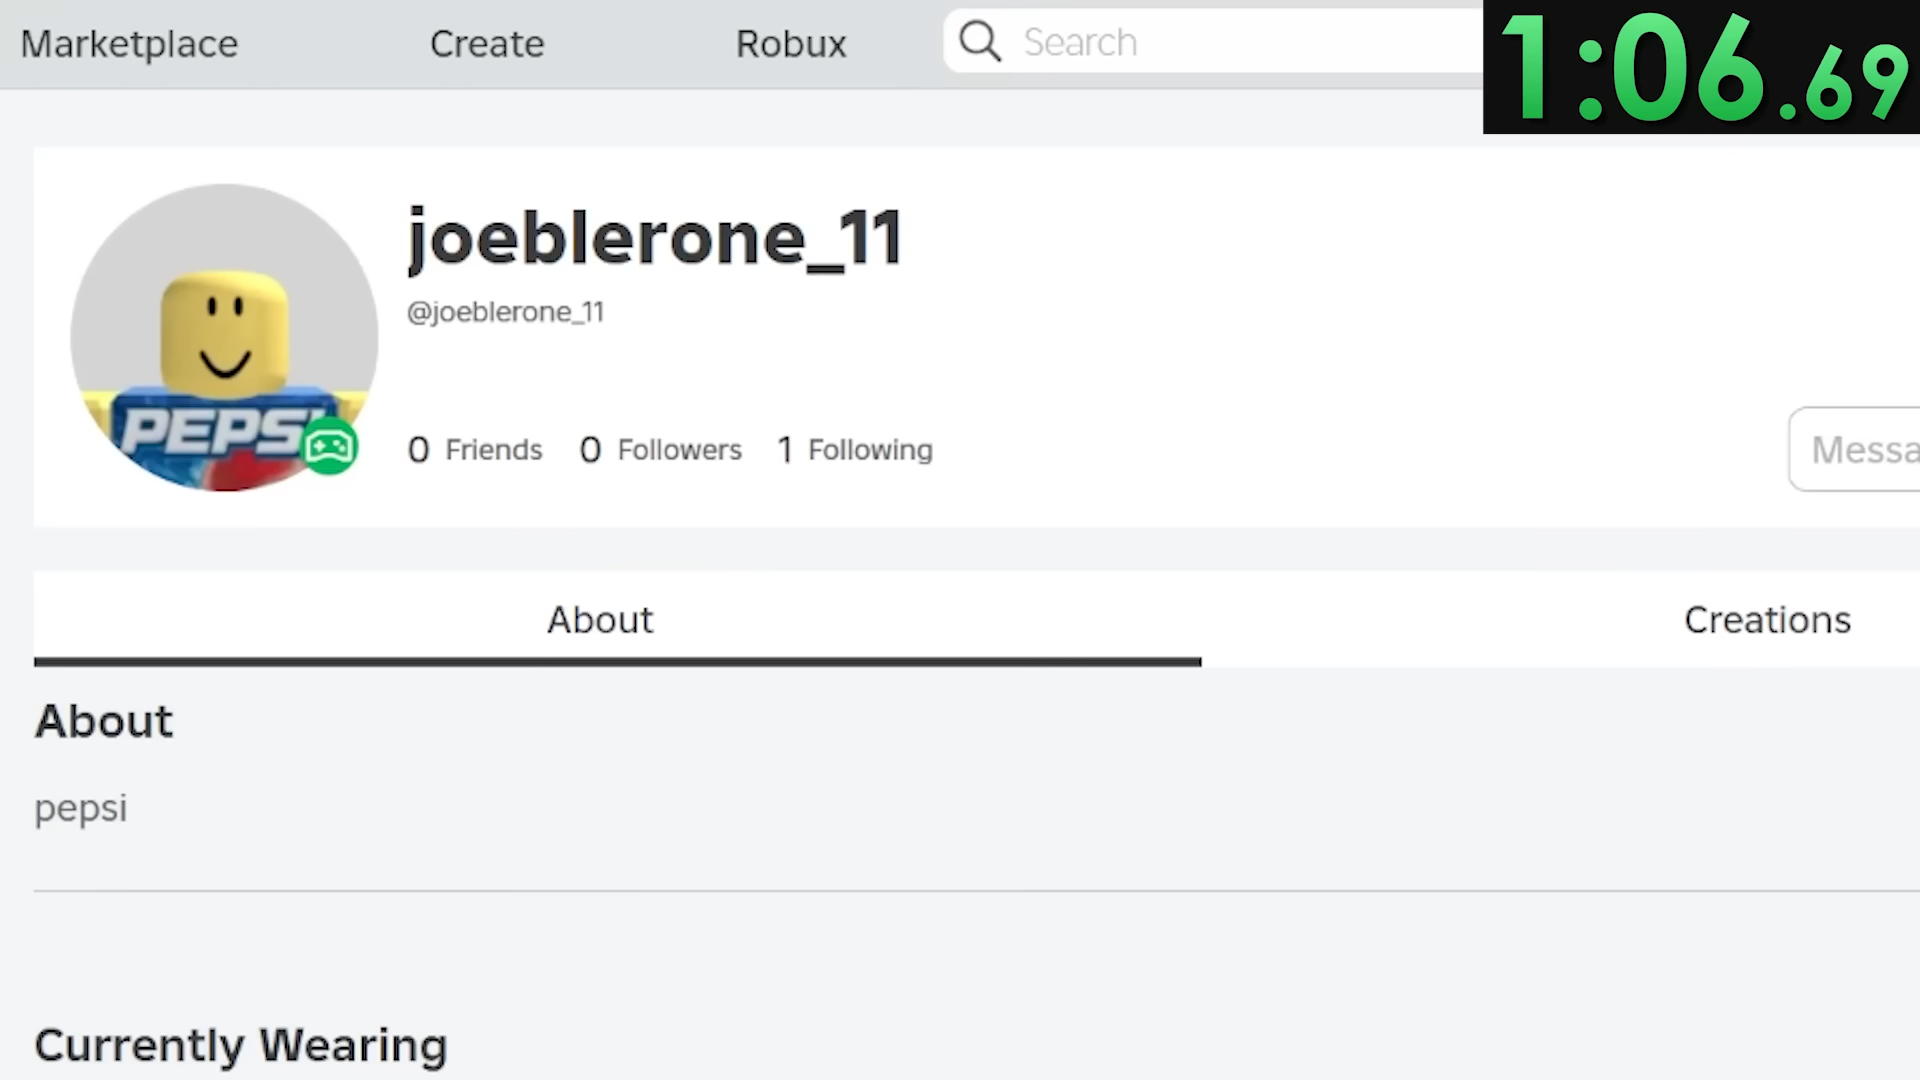 Marketplace Create Robux Search 1:06.69
joeblerone_11
@joeblerone_11
PEPSI
0 Friends 0 Followers 1 Following
Messa
About Creations
About
pepsi
Currently Wearing